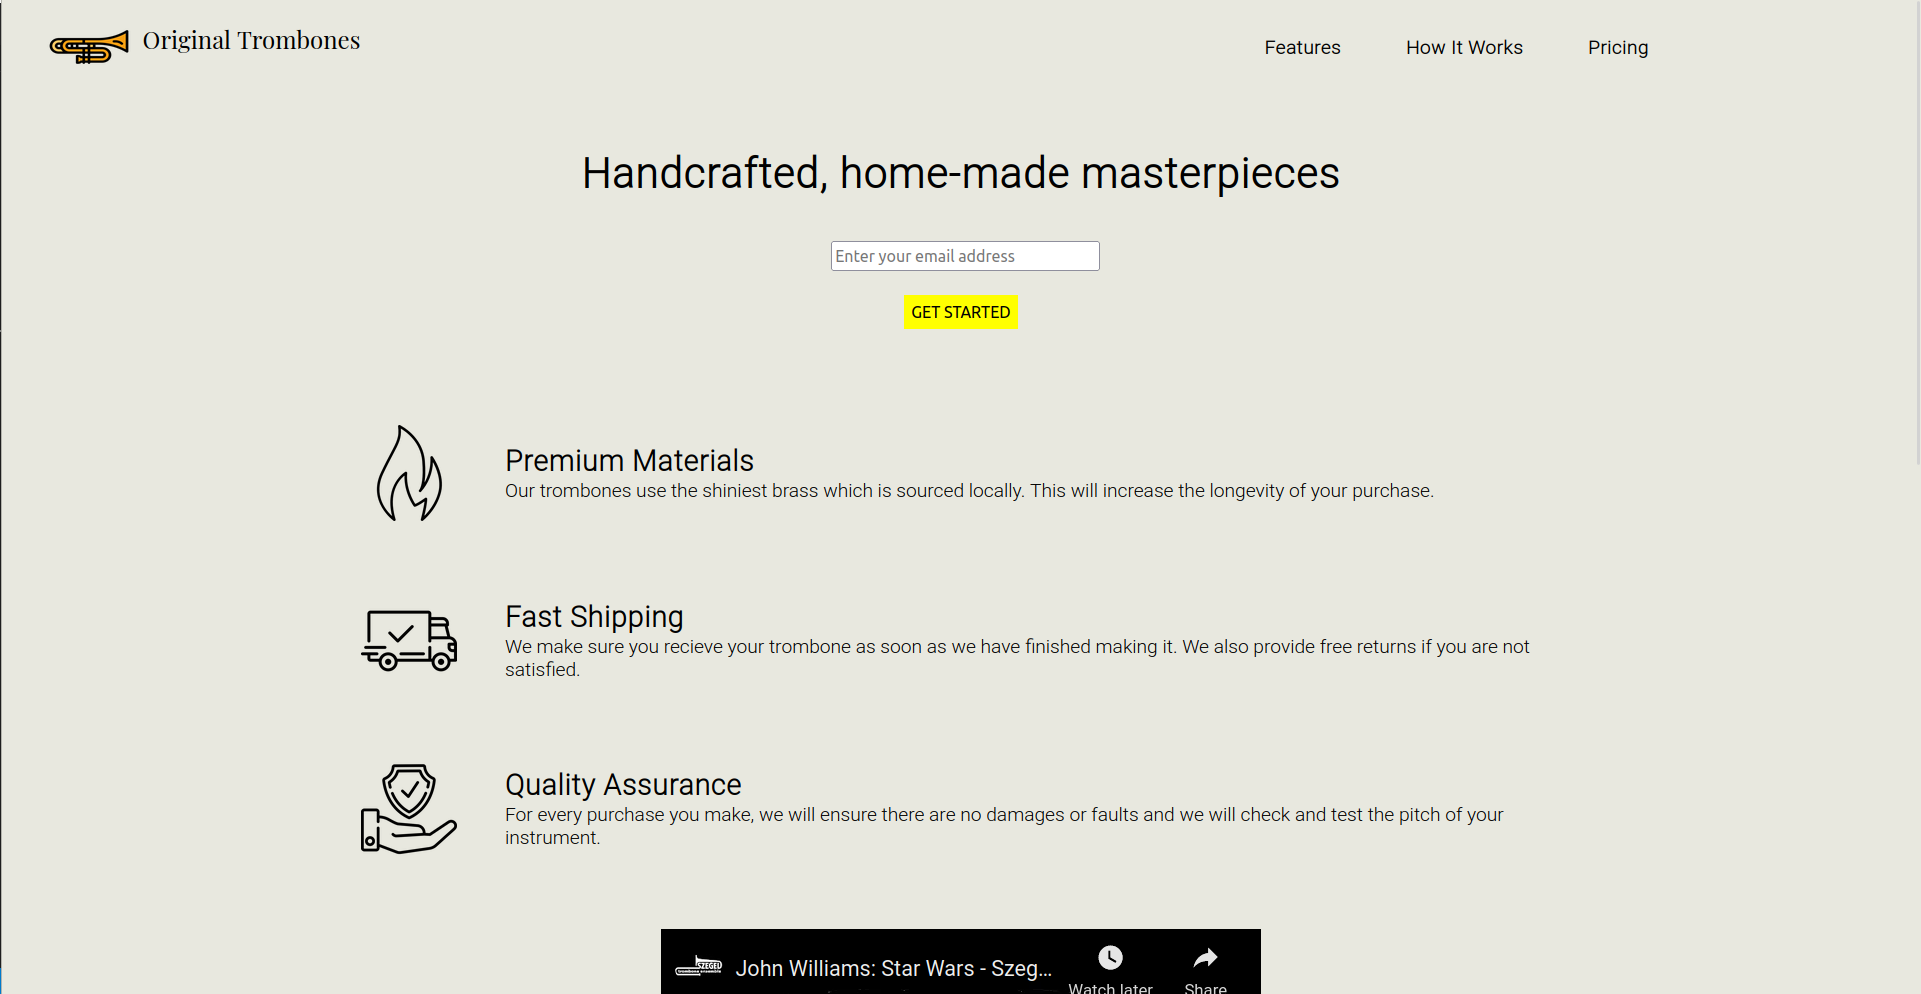 Original Trombones
Features
How It Works
Pricing
Handcrafted, home-made masterpieces
Enter your email address
GET STARTED
Premium Materials
Our trombones use the shiniest brass which is sourced locally. This will increase the longevity of your purchase.
Fast Shipping
We make sure you recieve your trombone as soon as we have finished making it. We also provide free returns if you are not
satisfied.
Quality Assurance
For every purchase you make, we will ensure there are no damages or faults and we will check and test the pitch of your
instrument.
SZEGED
trombone ensemble
John Williams: Star Wars - Szeg...
Watch later
Share